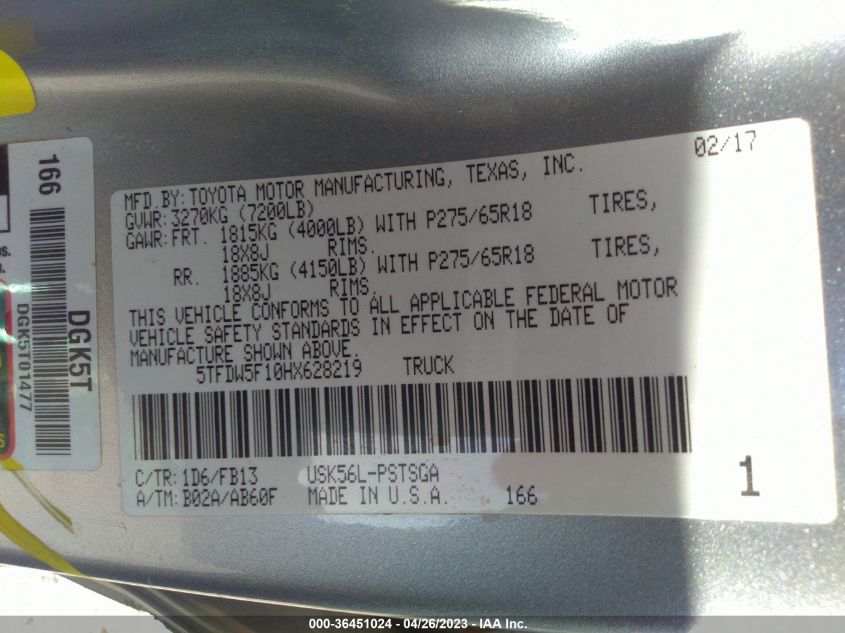 02/17
MFD.BY: TOYOTA MOTOR MANUFACTURING, TEXAS, INC.
GVWR: 3270KG (7200LB)
GAWR: FRT. 1815KG (4000LB) WITH P275/65R18 TIRES,
18X8J RIMS.
RR. 1885KG (4150LB) WITH P275/65R18 TIRES,
18X8J RIMS.
THIS VEHICLE CONFORMS TO ALL APPLICABLE FEDERAL MOTOR
VEHICLE SAFETY STANDARDS IN EFFECT ON THE DATE OF
MANUFACTURE SHOWN ABOVE.
5TFDW5F10HX628219 TRUCK
C/TR: 1D6/FB13 USK56L-PSTSGA
A/TM: B02A/AB60F MADE IN U.S.A. 166
1
166
DGK5T
DGK5T01477
000-36451024 - 04/26/2023 - IAA Inc.